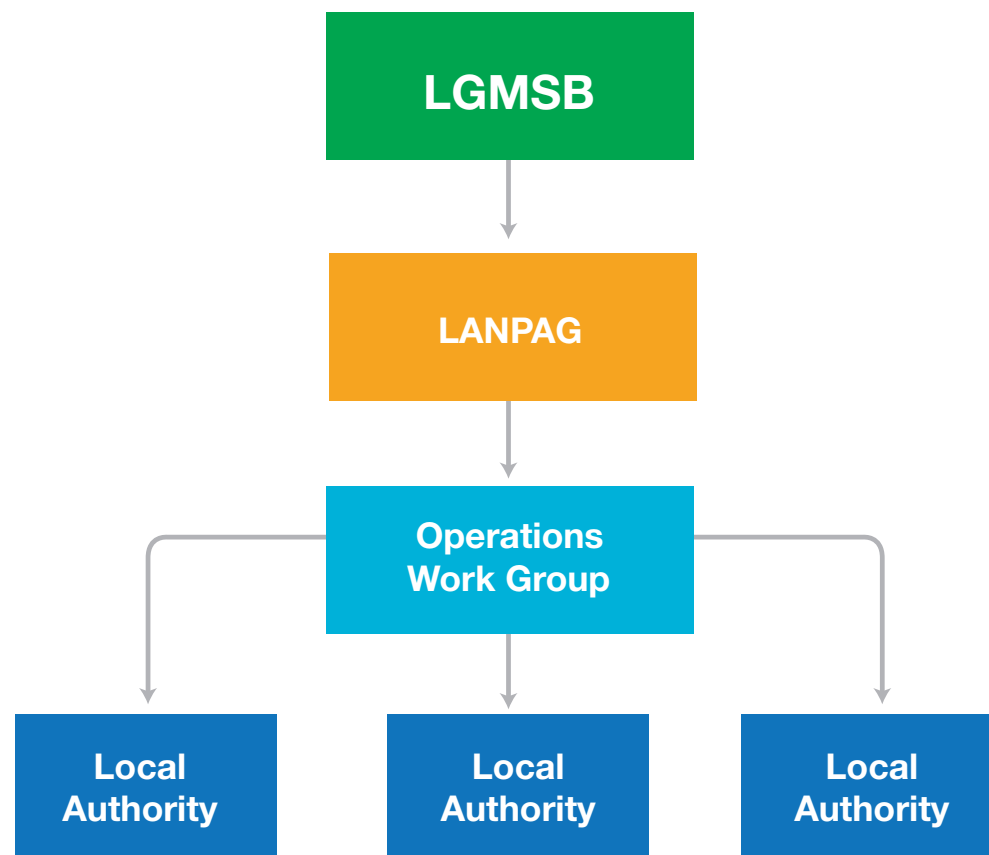 LGMSB
LANPAG
Operations
Work Group
Local
Authority
Local
Authority
Local
Authority